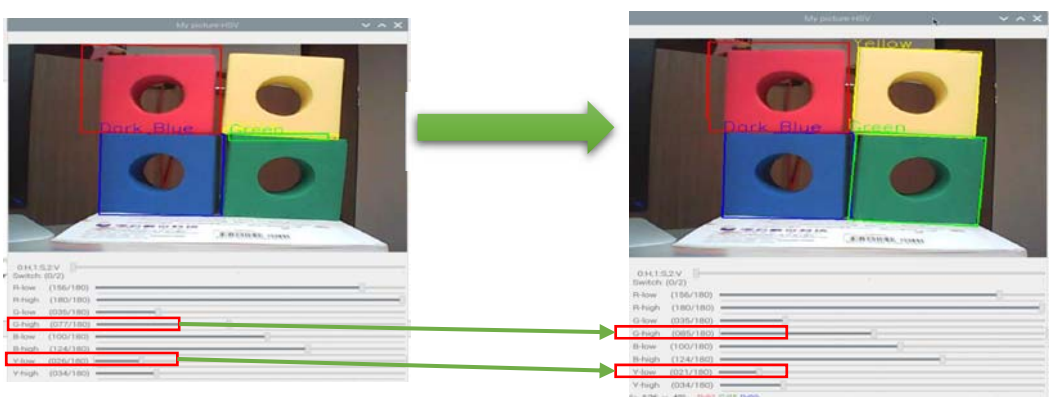 My picture-HSV
Dark_Blue
Green
0:H,1:S,2:V
Switch: (0/2)
R-low (156/180)
R-high (180/180)
G-low (035/180)
G-high (077/180)
B-low (100/180)
B-high (124/180)
Y-low (026/180)
Y-high (034/180)
My picture-HSV
Yellow
Dark_Blue
Green
0:H,1:S,2:V
Switch: (0/2)
R-low (156/180)
R-high (180/180)
G-low (035/180)
G-high (085/180)
B-low (100/180)
B-high (124/180)
Y-low (021/180)
Y-high (034/180)